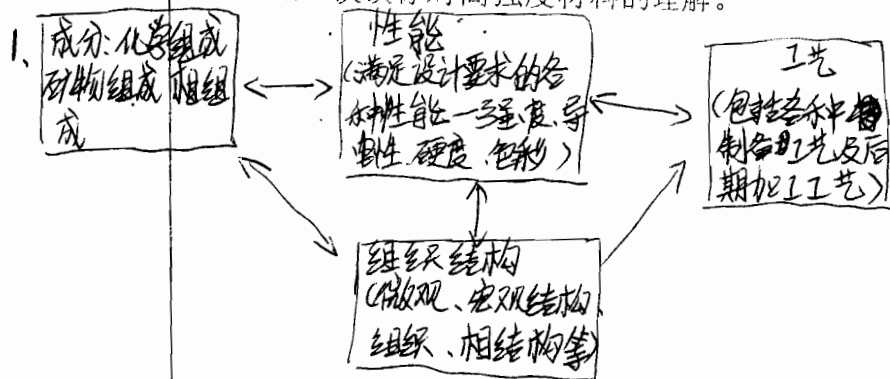 对高强度材料的理解。
1、
成分:化学组成
矿物组成 相组
成
性能
(满足设计要求的各
种性能—强度、导
电性、硬度、色彩)
工艺
(包括各种
制备工艺及后
期加工工艺)
组织结构
(微观、宏观结构、
组织、相结构等)